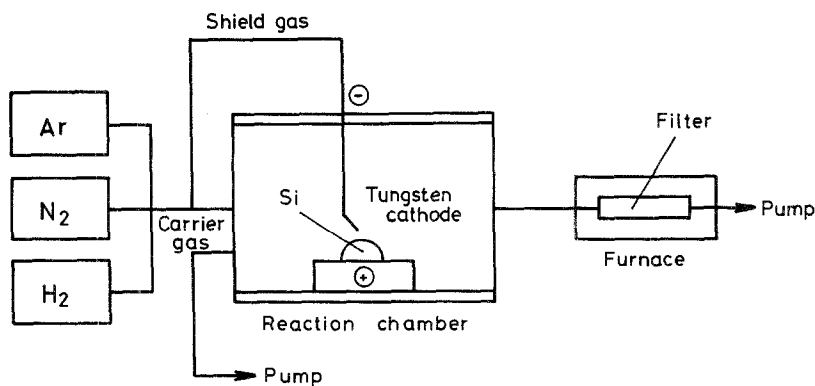 Shield gas
⊖
Ar
Filter
N₂
Si
Tungsten
cathode
Carrier
gas
Pump
H₂
⊕
Furnace
Reaction chamber
Pump